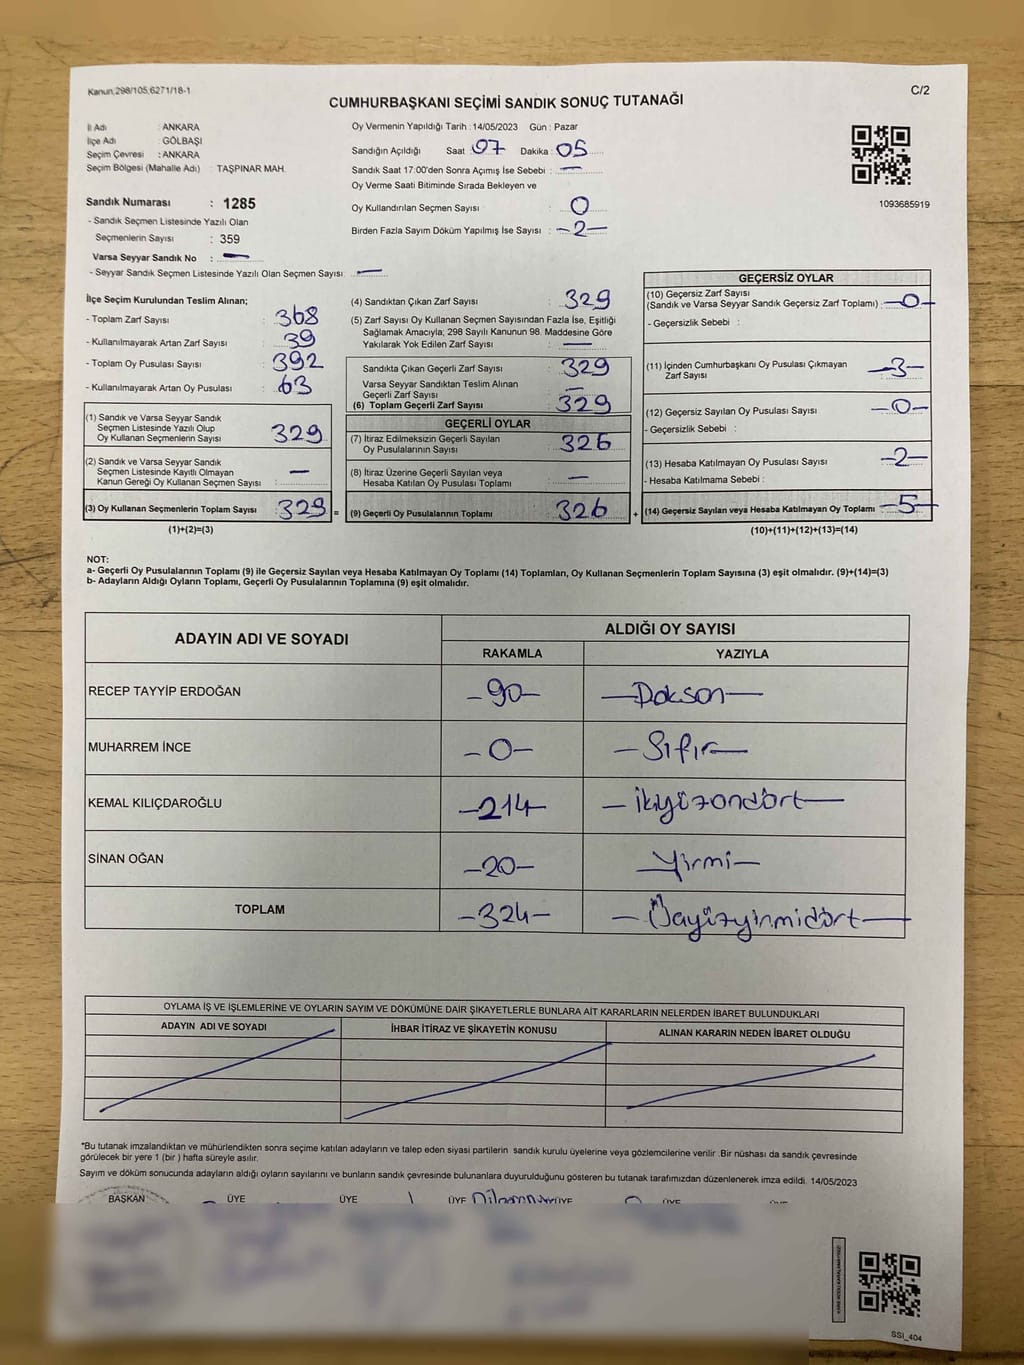 Kanun;298/105,6271/18-1
C/2
CUMHURBAŞKANI SEÇİMİ SANDIK SONUÇ TUTANAĞI
İl Adı : ANKARA
İlçe Adı : GÖLBAŞI
Seçim Çevresi : ANKARA
Seçim Bölgesi (Mahalle Adı) : TAŞPINAR MAH.
Sandık Numarası : 1285
- Sandık Seçmen Listesinde Yazılı Olan
Seçmenlerin Sayısı : 359
Varsa Seyyar Sandık No : —
- Seyyar Sandık Seçmen Listesinde Yazılı Olan Seçmen Sayısı: —
Oy Vermenin Yapıldığı Tarih : 14/05/2023 Gün : Pazar
Sandığın Açıldığı Saat : 07 Dakika : 05
Sandık Saat 17:00'den Sonra Açımış İse Sebebi : —
Oy Verme Saati Bitiminde Sırada Bekleyen ve
Oy Kullandırılan Seçmen Sayısı : 0
Birden Fazla Sayım Döküm Yapılmış İse Sayısı : -2-
1093685919
İlçe Seçim Kurulundan Teslim Alınan;
- Toplam Zarf Sayısı : 368
- Kullanılmayarak Artan Zarf Sayısı : 39
- Toplam Oy Pusulası Sayısı : 392
- Kullanılmayarak Artan Oy Pusulası : 63
(1) Sandık ve Varsa Seyyar Sandık
Seçmen Listesinde Yazılı Olup
Oy Kullanan Seçmenlerin Sayısı 329
(2) Sandık ve Varsa Seyyar Sandık
Seçmen Listesinde Kayıtlı Olmayan
Kanun Gereği Oy Kullanan Seçmen Sayısı : —
(3) Oy Kullanan Seçmenlerin Toplam Sayısı 329 =
(1)+(2)=(3)
(4) Sandıktan Çıkan Zarf Sayısı : 329
(5) Zarf Sayısı Oy Kullanan Seçmen Sayısından Fazla İse, Eşitliği
Sağlamak Amacıyla; 298 Sayılı Kanunun 98. Maddesine Göre
Yakılarak Yok Edilen Zarf Sayısı : —
Sandıkta Çıkan Geçerli Zarf Sayısı : 329
Varsa Seyyar Sandıktan Teslim Alınan
Geçerli Zarf Sayısı : —
(6) Toplam Geçerli Zarf Sayısı : 329
GEÇERLİ OYLAR
(7) İtiraz Edilmeksizin Geçerli Sayılan
Oy Pusulalarının Sayısı : 326
(8) İtiraz Üzerine Geçerli Sayılan veya
Hesaba Katılan Oy Pusulası Toplamı : —
(9) Geçerli Oy Pusulalarının Toplamı 326 +
GEÇERSİZ OYLAR
(10) Geçersiz Zarf Sayısı
(Sandık ve Varsa Seyyar Sandık Geçersiz Zarf Toplamı) : -0-
- Geçersizlik Sebebi :
(11) İçinden Cumhurbaşkanı Oy Pusulası Çıkmayan
Zarf Sayısı -3-
(12) Geçersiz Sayılan Oy Pusulası Sayısı -0-
- Geçersizlik Sebebi :
(13) Hesaba Katılmayan Oy Pusulası Sayısı -2-
- Hesaba Katılmama Sebebi :
(14) Geçersiz Sayılan veya Hesaba Katılmayan Oy Toplamı -5-
(10)+(11)+(12)+(13)=(14)
NOT:
a- Geçerli Oy Pusulalarının Toplamı (9) ile Geçersiz Sayılan veya Hesaba Katılmayan Oy Toplamı (14) Toplamları, Oy Kullanan Seçmenlerin Toplam Sayısına (3) eşit olmalıdır. (9)+(14)=(3)
b- Adayların Aldığı Oyların Toplamı, Geçerli Oy Pusulalarının Toplamına (9) eşit olmalıdır.
ADAYIN ADI VE SOYADI ALDIĞI OY SAYISI
RAKAMLA YAZIYLA
RECEP TAYYİP ERDOĞAN -90- -Doksan-
MUHARREM İNCE -0- -Sıfır-
KEMAL KILIÇDAROĞLU -214- -ikiyüzondört-
SİNAN OĞAN -20- -Yirmi-
TOPLAM -324- -Üçyüzyirmidört-
OYLAMA İŞ VE İŞLEMLERİNE VE OYLARIN SAYIM VE DÖKÜMÜNE DAİR ŞİKAYETLERLE BUNLARA AİT KARARLARIN NELERDEN İBARET BULUNDUKLARI
ADAYIN ADI VE SOYADI İHBAR İTİRAZ VE ŞİKAYETİN KONUSU ALINAN KARARIN NEDEN İBARET OLDUĞU
*Bu tutanak imzalandıktan ve mühürlendikten sonra seçime katılan adayların ve talep eden siyasi partilerin sandık kurulu üyelerine veya gözlemcilerine verilir .Bir nüshası da sandık çevresinde
görülecek bir yere 1 (bir ) hafta süreyle asılır.
Sayım ve döküm sonucunda adayların aldığı oyların sayılarını ve bunların sandık çevresinde bulunanlara duyurulduğunu gösteren bu tutanak tarafımızdan düzenlenerek imza edildi. 14/05/2023
BAŞKAN ÜYE ÜYE ÜYE ÜYE ÜYE
SSI_404